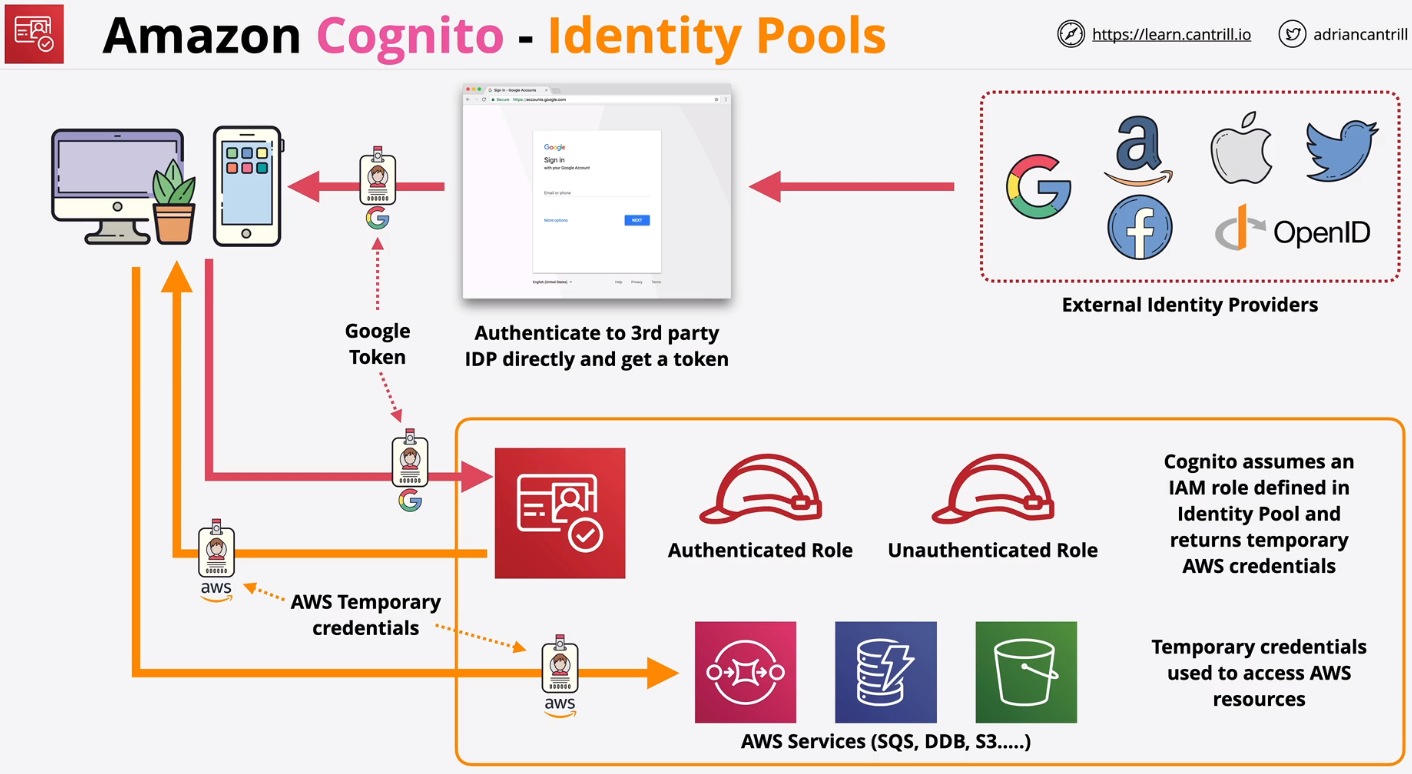 Amazon Cognito - Identity Pools
https://learn.cantrill.io
adriancantrill
Sign in - Google Accounts
Secure
https://accounts.google.com
Google
Sign in
with your Google Account
Email or phone
More options
NEXT
English (United States)
Help
Privacy
Terms
a
f
OpenID
External Identity Providers
Google
Token
Authenticate to 3rd party
IDP directly and get a token
Authenticated Role
Unauthenticated Role
Cognito assumes an
IAM role defined in
Identity Pool and
returns temporary
AWS credentials
aws
AWS Temporary
credentials
aws
Temporary credentials
used to access AWS
resources
AWS Services (SQS, DDB, S3.....)